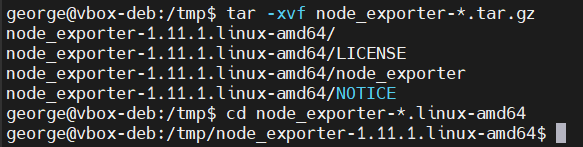 george@vbox-deb:/tmp$ tar -xvf node_exporter-*.tar.gz
node_exporter-1.11.1.linux-amd64/
node_exporter-1.11.1.linux-amd64/LICENSE
node_exporter-1.11.1.linux-amd64/node_exporter
node_exporter-1.11.1.linux-amd64/NOTICE
george@vbox-deb:/tmp$ cd node_exporter-*.linux-amd64
george@vbox-deb:/tmp/node_exporter-1.11.1.linux-amd64$